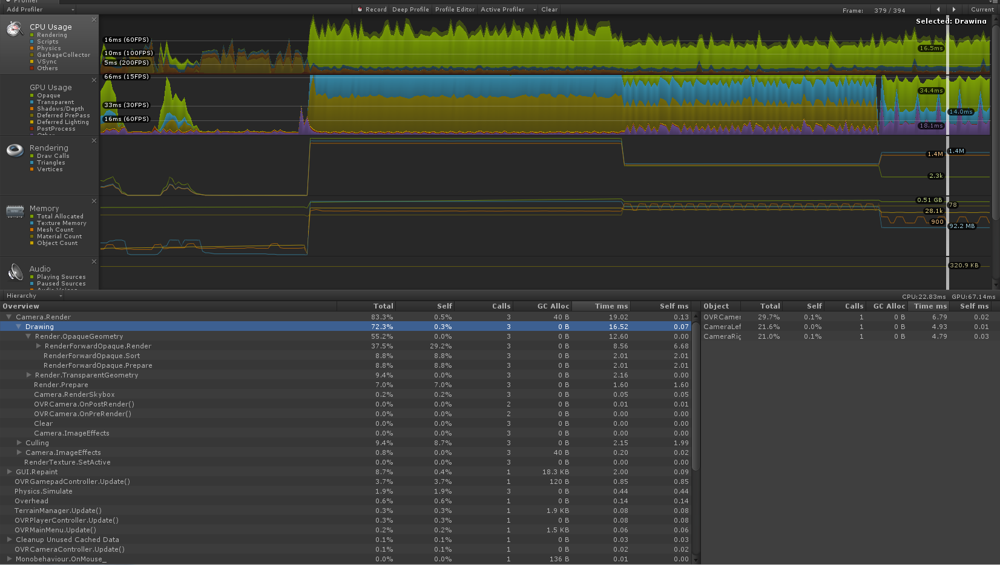 Profiler
Add Profiler Record Deep Profile Profile Editor Active Profiler Clear Frame: 379 / 394 Current
Selected: Drawing
CPU Usage
Rendering
Scripts
Physics
GarbageCollector
VSync
Others
16ms (60FPS)
10ms (100FPS)
5ms (200FPS)
16.5ms
GPU Usage
Opaque
Transparent
Shadows/Depth
Deferred PrePass
Deferred Lighting
PostProcess
Other
66ms (15FPS)
33ms (30FPS)
16ms (60FPS)
34.4ms
14.0ms
18.1ms
Rendering
Draw Calls
Triangles
Vertices
1.4M
1.4M
2.3k
Memory
Total Allocated
Texture Memory
Mesh Count
Material Count
Object Count
0.51 GB
78
28.1k
900
92.2 MB
Audio
Playing Sources
Paused Sources
Audio Voices
320.9 KB
Hierarchy CPU:22.83ms GPU:67.14ms
Overview Total Self Calls GC Alloc Time ms Self ms Object Total Self Calls GC Alloc Time ms Self ms
Camera.Render 83.3% 0.5% 3 40 B 19.02 0.13 OVRCamer 29.7% 0.1% 1 0 B 6.79 0.02
Drawing 72.3% 0.3% 3 0 B 16.52 0.07 CameraLef 21.6% 0.0% 1 0 B 4.93 0.01
Render.OpaqueGeometry 55.2% 0.0% 3 0 B 12.60 0.00 CameraRig 21.0% 0.1% 1 0 B 4.79 0.03
RenderForwardOpaque.Render 37.5% 29.2% 3 0 B 8.56 6.68
RenderForwardOpaque.Sort 8.8% 8.8% 3 0 B 2.01 2.01
RenderForwardOpaque.Prepare 8.8% 8.8% 3 0 B 2.01 2.01
Render.TransparentGeometry 9.4% 0.0% 3 0 B 2.16 0.00
Render.Prepare 7.0% 7.0% 3 0 B 1.60 1.60
Camera.RenderSkybox 0.2% 0.2% 3 0 B 0.05 0.05
OVRCamera.OnPostRender() 0.0% 0.0% 2 0 B 0.01 0.01
OVRCamera.OnPreRender() 0.0% 0.0% 2 0 B 0.00 0.00
Clear 0.0% 0.0% 3 0 B 0.00 0.00
Camera.ImageEffects 0.0% 0.0% 3 0 B 0.00 0.00
Culling 9.4% 8.7% 3 0 B 2.15 1.99
Camera.ImageEffects 0.8% 0.0% 3 40 B 0.20 0.02
RenderTexture.SetActive 0.0% 0.0% 3 0 B 0.00 0.00
GUI.Repaint 8.7% 0.4% 1 18.3 KB 2.00 0.09
OVRGamepadController.Update() 3.7% 3.7% 1 120 B 0.85 0.85
Physics.Simulate 1.9% 1.9% 3 0 B 0.44 0.44
Overhead 0.6% 0.6% 1 0 B 0.14 0.14
TerrainManager.Update() 0.3% 0.3% 1 1.9 KB 0.08 0.08
OVRPlayerController.Update() 0.3% 0.3% 1 0 B 0.08 0.08
OVRMainMenu.Update() 0.2% 0.2% 1 1.5 KB 0.06 0.06
Cleanup Unused Cached Data 0.1% 0.1% 1 0 B 0.03 0.03
OVRCameraController.Update() 0.1% 0.1% 1 0 B 0.02 0.02
Monobehaviour.OnMouse_ 0.0% 0.0% 1 136 B 0.01 0.00